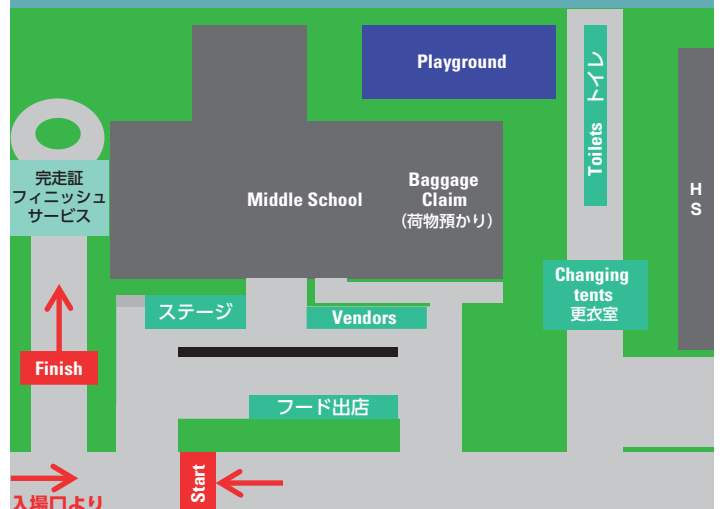 Playground
Toilets トイレ
完走証
フィニッシュ
サービス
Middle School
Baggage
Claim
（荷物預かり）
H
S
Changing
tents
更衣室
ステージ
Vendors
Finish
フード出店
Start
入場口より